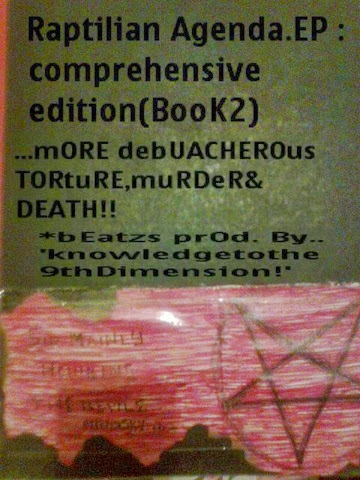 Raptilian Agenda.EP :
comprehensive
edition(BooK2)
...mORE debUACHEROus
TORtuRE,muRDeR&
DEATH!!
*bEatzs prOd. By..
'knowledgetothe
9thDimension!'